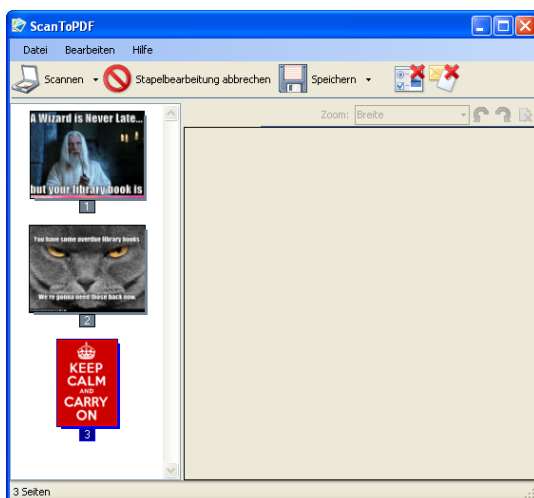 ScanToPDF
Datei Bearbeiten Hilfe
Scannen Stapelbearbeitung abbrechen Speichern
Zoom: Breite
A Wizard is Never Late...
but your library book is
1
You have some overdue library books
We're gonna need those back now.
2
KEEP
CALM
AND
CARRY
ON
3
3 Seiten